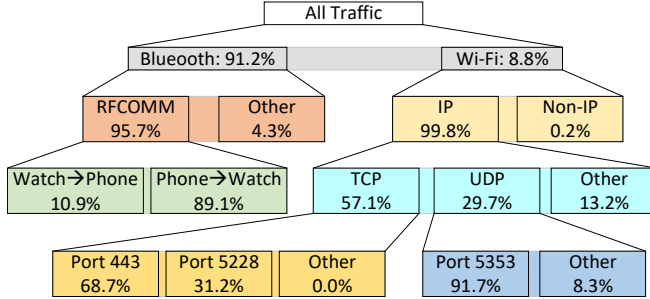 All Traffic
Blueooth: 91.2%
Wi-Fi: 8.8%
RFCOMM
95.7%
Other
4.3%
IP
99.8%
Non-IP
0.2%
Watch→Phone
10.9%
Phone→Watch
89.1%
TCP
57.1%
UDP
29.7%
Other
13.2%
Port 443
68.7%
Port 5228
31.2%
Other
0.0%
Port 5353
91.7%
Other
8.3%